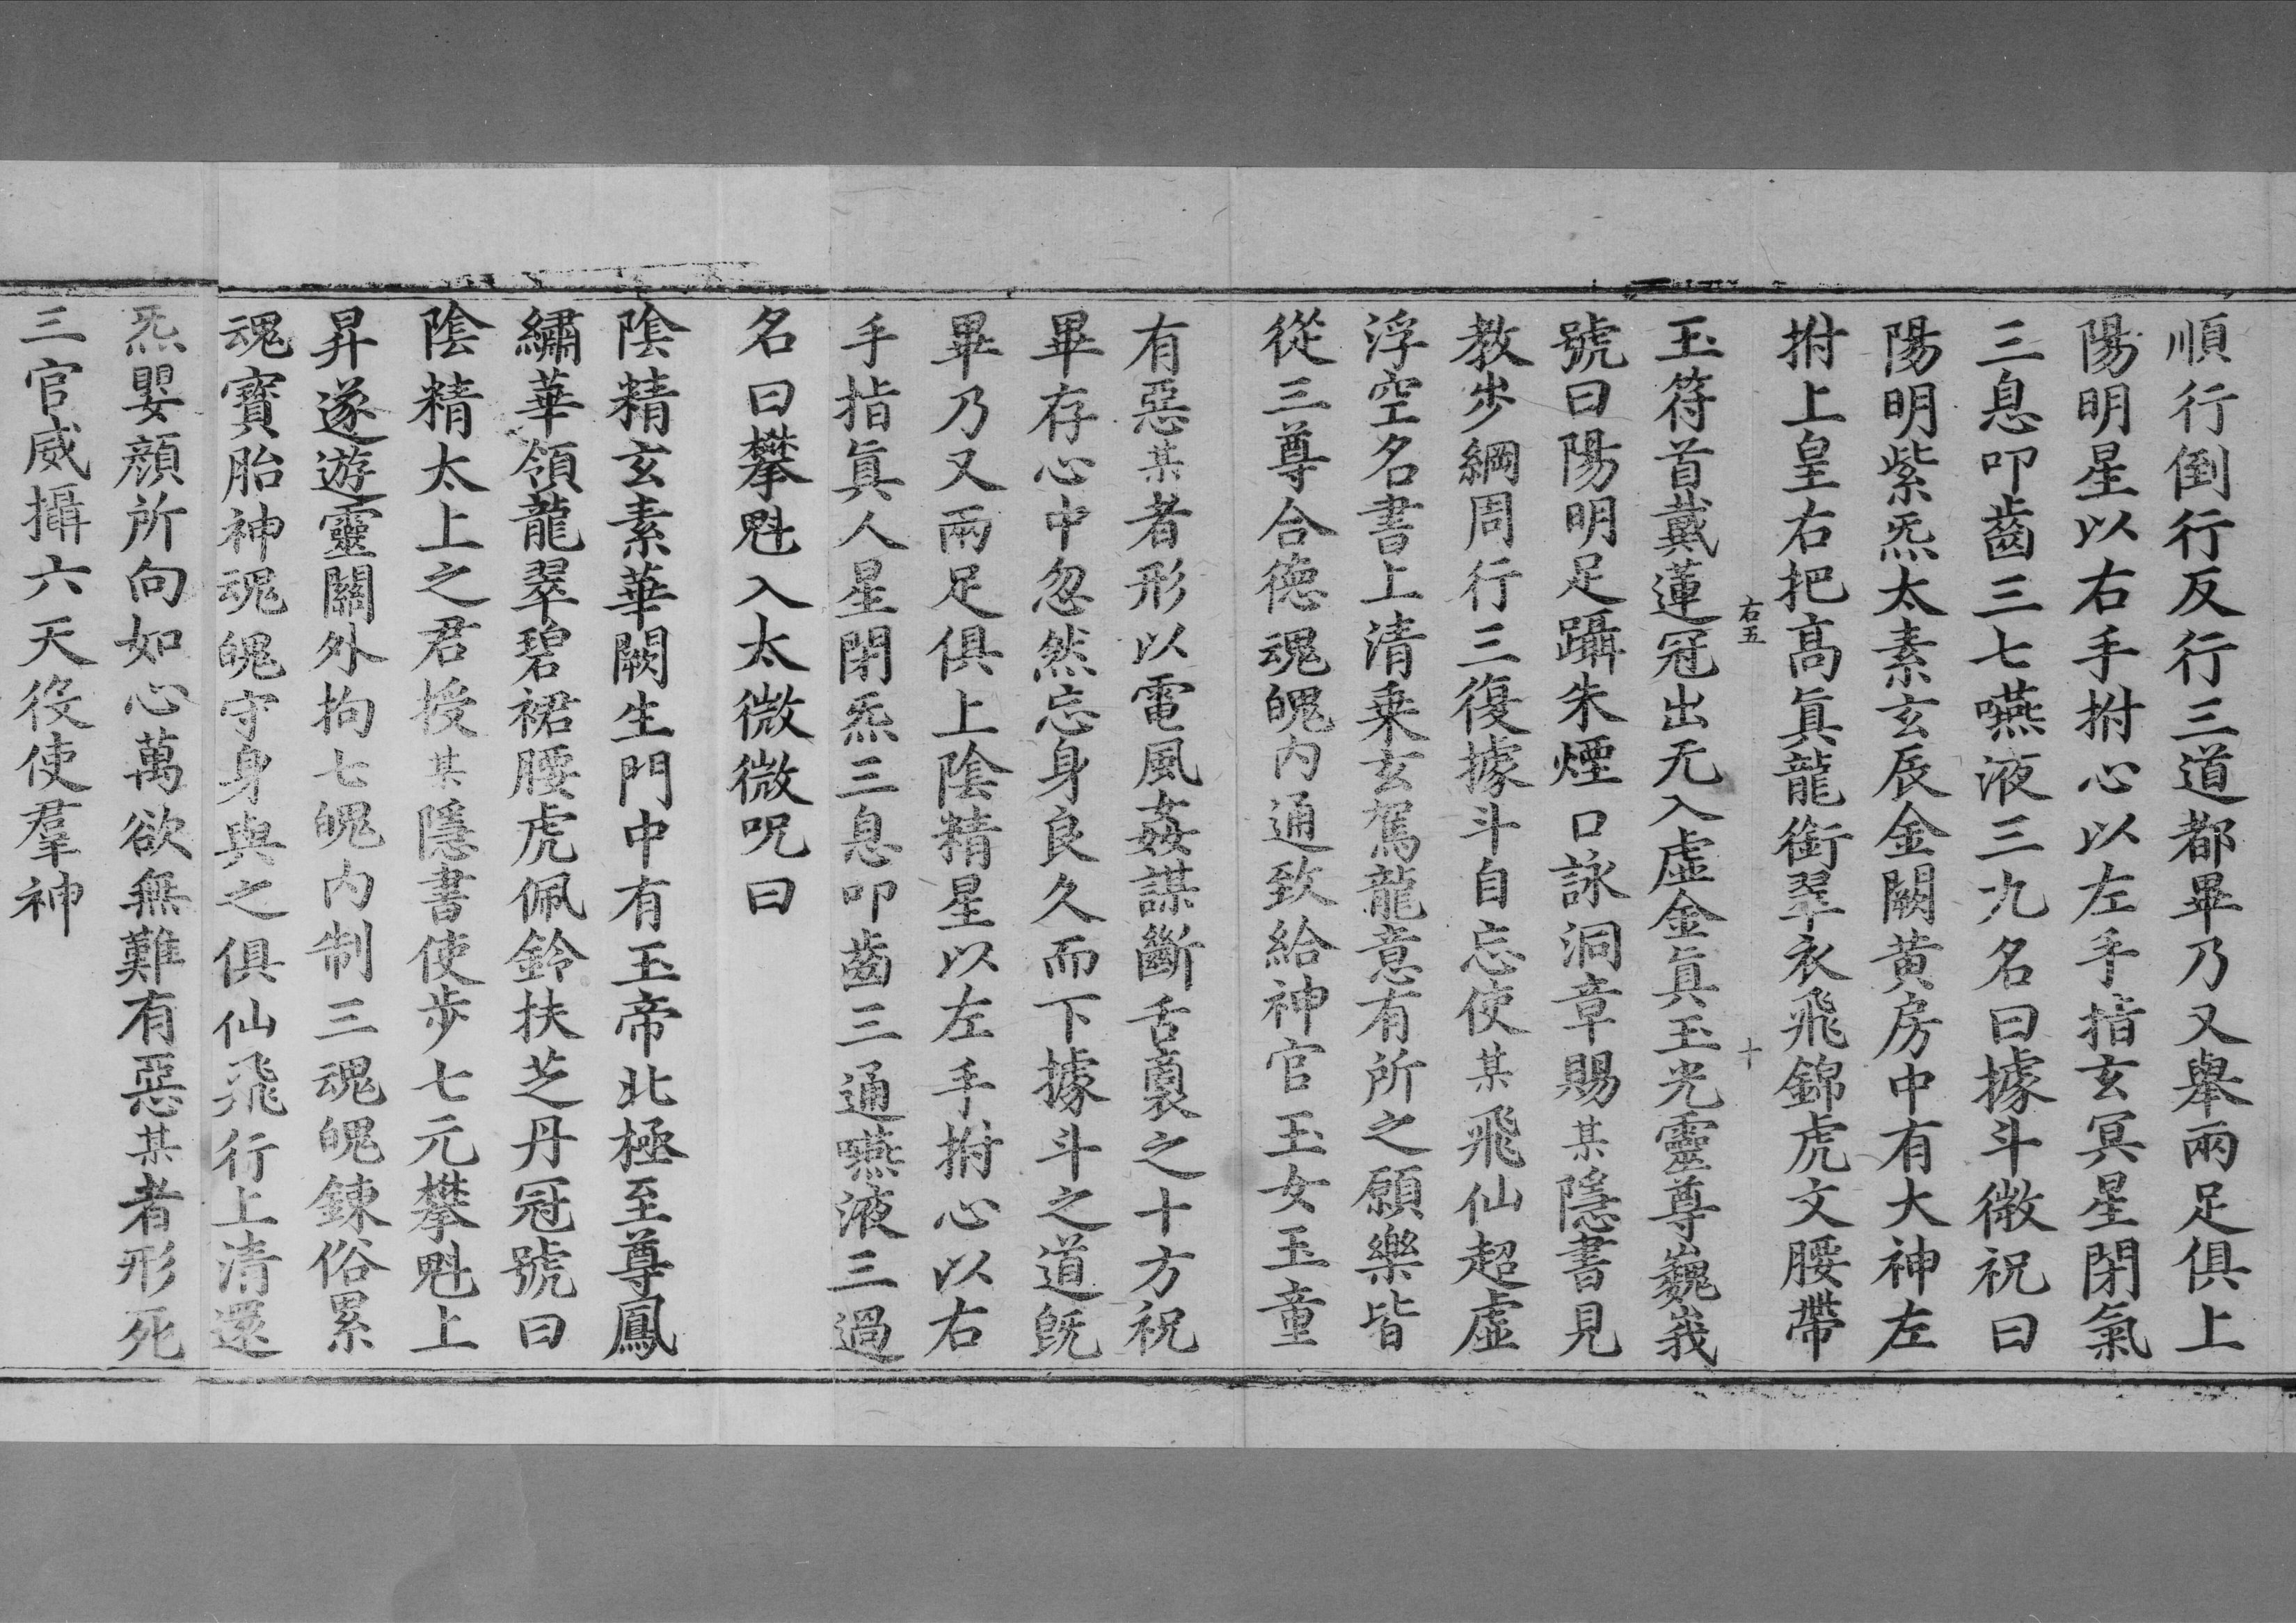 順行倒行反行三道都畢乃又舉兩足俱上
陽明星以右手拊心以左手指玄冥星閉氣
三息叩齒三七嚥液三九名曰據斗微祝曰
陽明紫炁太素玄辰金闕黃房中有大神左
拊上皇右把高眞龍銜翠衣飛錦虎文腰帶
右五
十
玉符首戴蓮冠出无入虛金眞玉光靈尊巍峩
號曰陽明足躡朱煙口詠洞章賜某隱書見
教步綱周行三復據斗自忘使某飛仙超虛
浮空名書上清乗玄駕龍意有所之願樂皆
從三尊合德魂魄内通致給神官玉女玉童
有惡某者形以電風姦謀斷舌裛之十方祝
畢存心中忽然忘身良久而下據斗之道旣
畢乃又兩足俱上陰精星以左手拊心以右
手指眞人星閉炁三息叩齒三通嚥液三過
名曰攀魁入太微微呪曰
陰精玄素華闕生門中有玉帝北極至尊鳳
繡華領龍翠碧裙腰虎佩鈴扶芝丹冠號曰
陰精太上之君授某隱書使步七元攀魁上
昇遂遊靈關外拘七魄内制三魂魄錬俗累
魂寳胎神魂魄守身與之俱仙飛行上清還
炁嬰顔所向如心萬欲無難有惡某者形死
三官威攝六天役使羣神